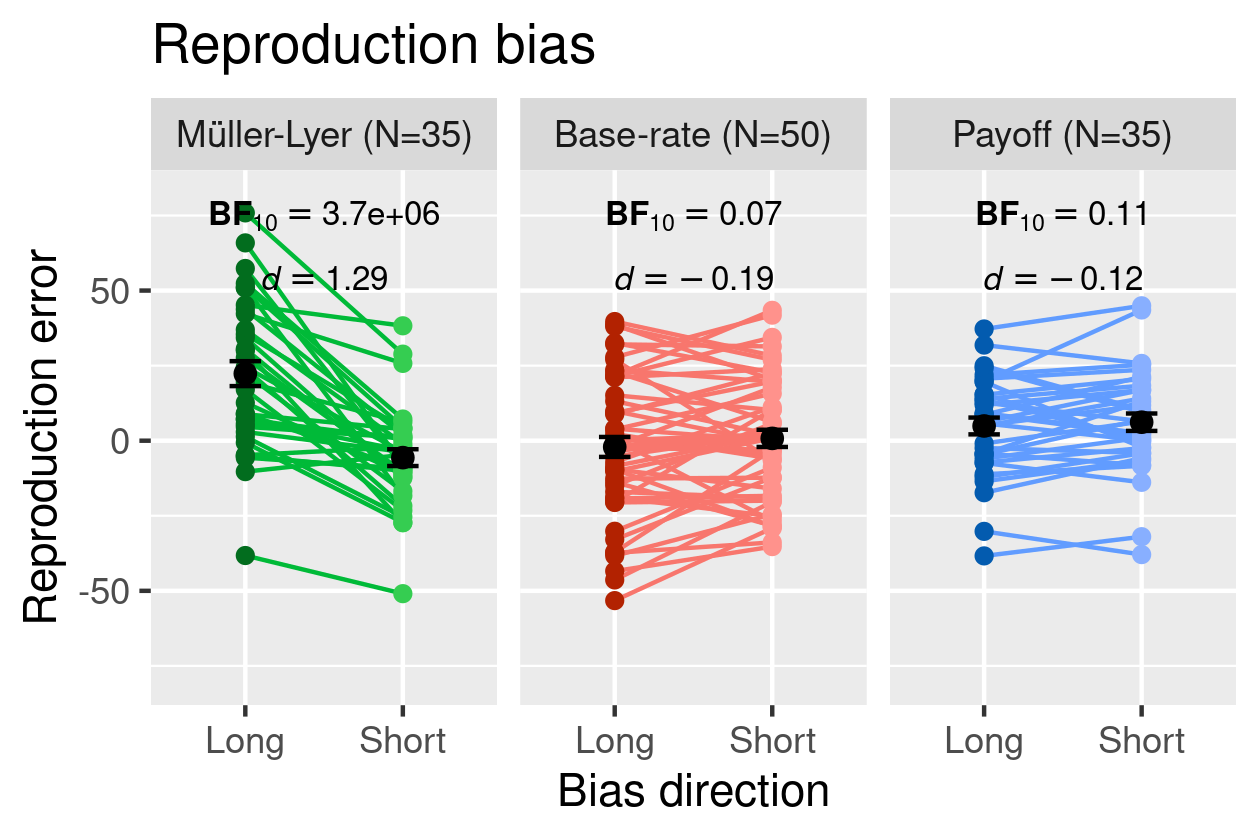 Reproduction bias
Müller-Lyer (N=35)
Base-rate (N=50)
Payoff (N=35)
BF10 = 3.7e+06
d = 1.29
BF10 = 0.07
d = −0.19
BF10 = 0.11
d = −0.12
Reproduction error
50
0
-50
Long Short
Long Short
Long Short
Bias direction